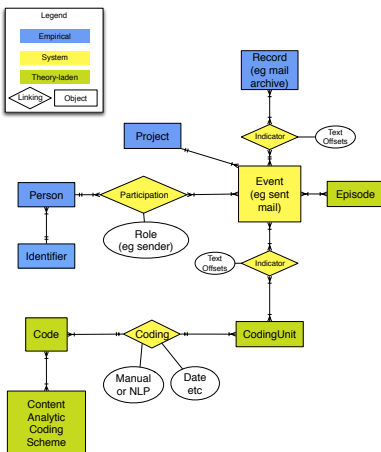 Legend
Empirical
System
Theory-laden
Linking
Object
Record
(eg mail
archive)
Indicator
Text
Offsets
Project
Event
(eg sent
mail)
Episode
Person
Participation
Role
(eg sender)
Identifier
Text
Offsets
Indicator
Code
Coding
CodingUnit
Manual
or NLP
Date
etc
Content
Analytic
Coding
Scheme